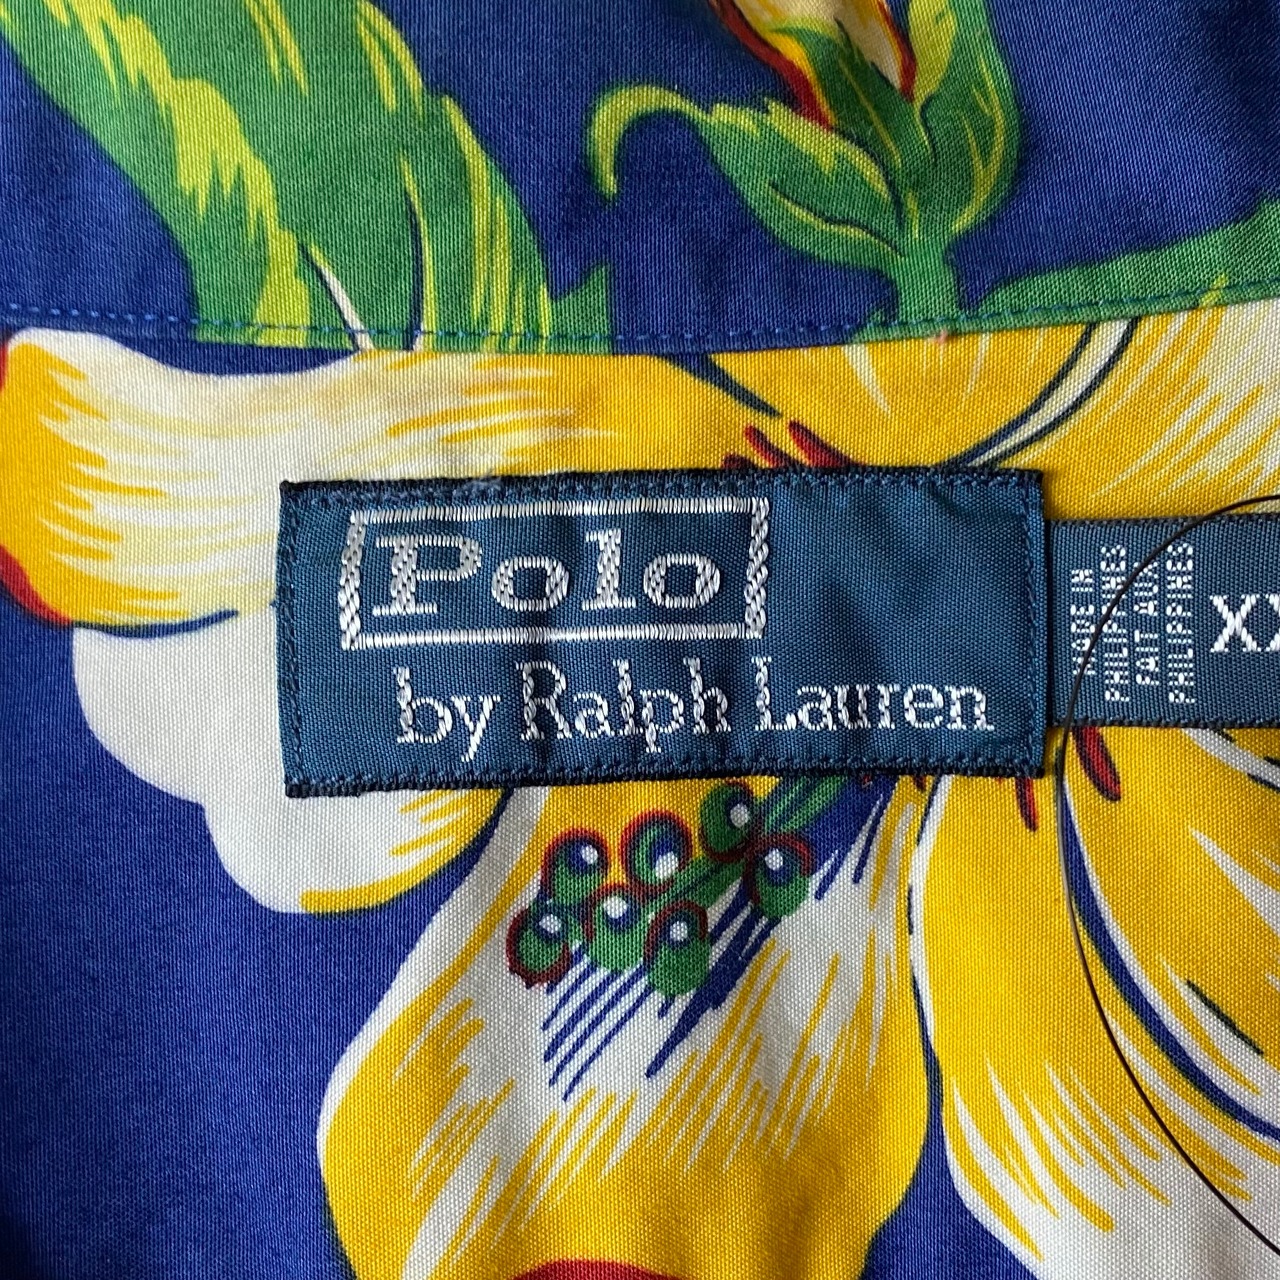 Polo
by Ralph Lauren
MADE IN
PHILIPPINES
FAIT AUX
PHILIPPINES